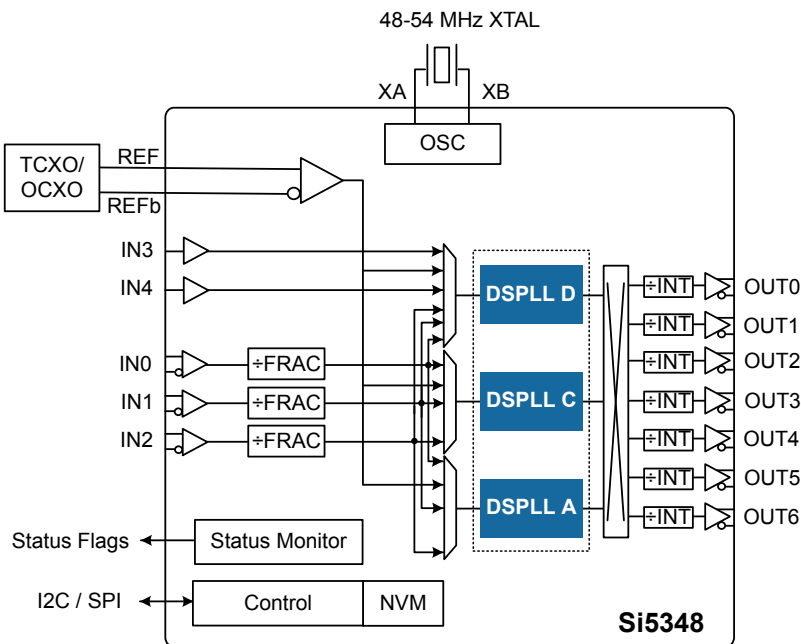 48-54 MHz XTAL
XA
XB
OSC
TCXO/
OCXO
REF
REFb
IN3
IN4
IN0
IN1
IN2
÷FRAC
÷FRAC
÷FRAC
DSPLL D
DSPLL C
DSPLL A
÷INT
OUT0
÷INT
OUT1
÷INT
OUT2
÷INT
OUT3
÷INT
OUT4
÷INT
OUT5
÷INT
OUT6
Status Flags
Status Monitor
I2C / SPI
Control
NVM
Si5348